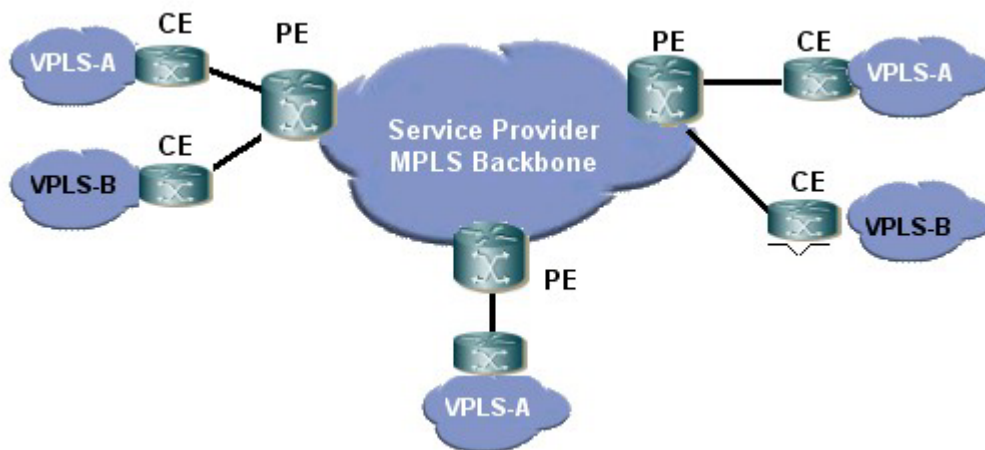 CE
PE
VPLS-A
CE
VPLS-B
Service Provider
MPLS Backbone
PE
CE
VPLS-A
CE
VPLS-B
PE
VPLS-A